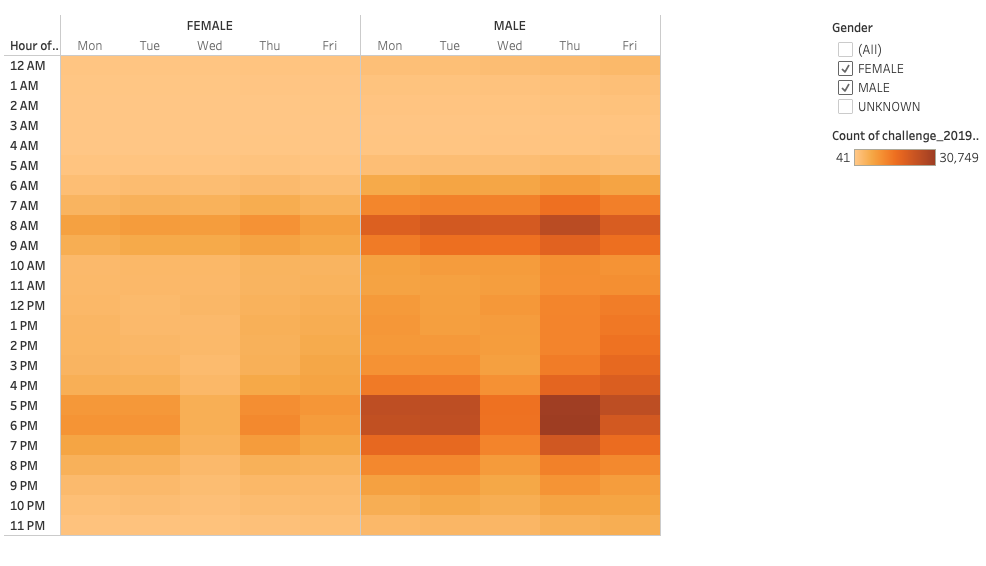 FEMALE MALE
Hour of.. Mon Tue Wed Thu Fri Mon Tue Wed Thu Fri
12 AM
1 AM
2 AM
3 AM
4 AM
5 AM
6 AM
7 AM
8 AM
9 AM
10 AM
11 AM
12 PM
1 PM
2 PM
3 PM
4 PM
5 PM
6 PM
7 PM
8 PM
9 PM
10 PM
11 PM
Gender
(All)
FEMALE
MALE
UNKNOWN
Count of challenge_2019..
41 30,749